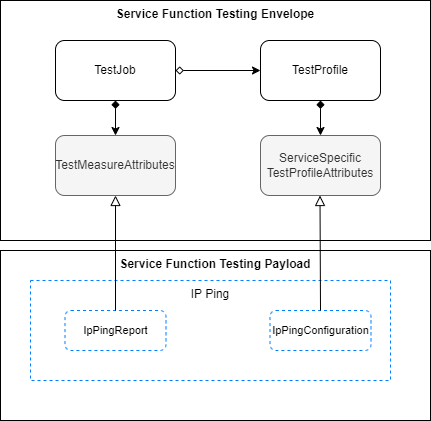 Service Function Testing Envelope
TestJob
TestProfile
TestMeasureAttributes
ServiceSpecific
TestProfileAttributes
Service Function Testing Payload
IP Ping
IpPingReport
IpPingConfiguration